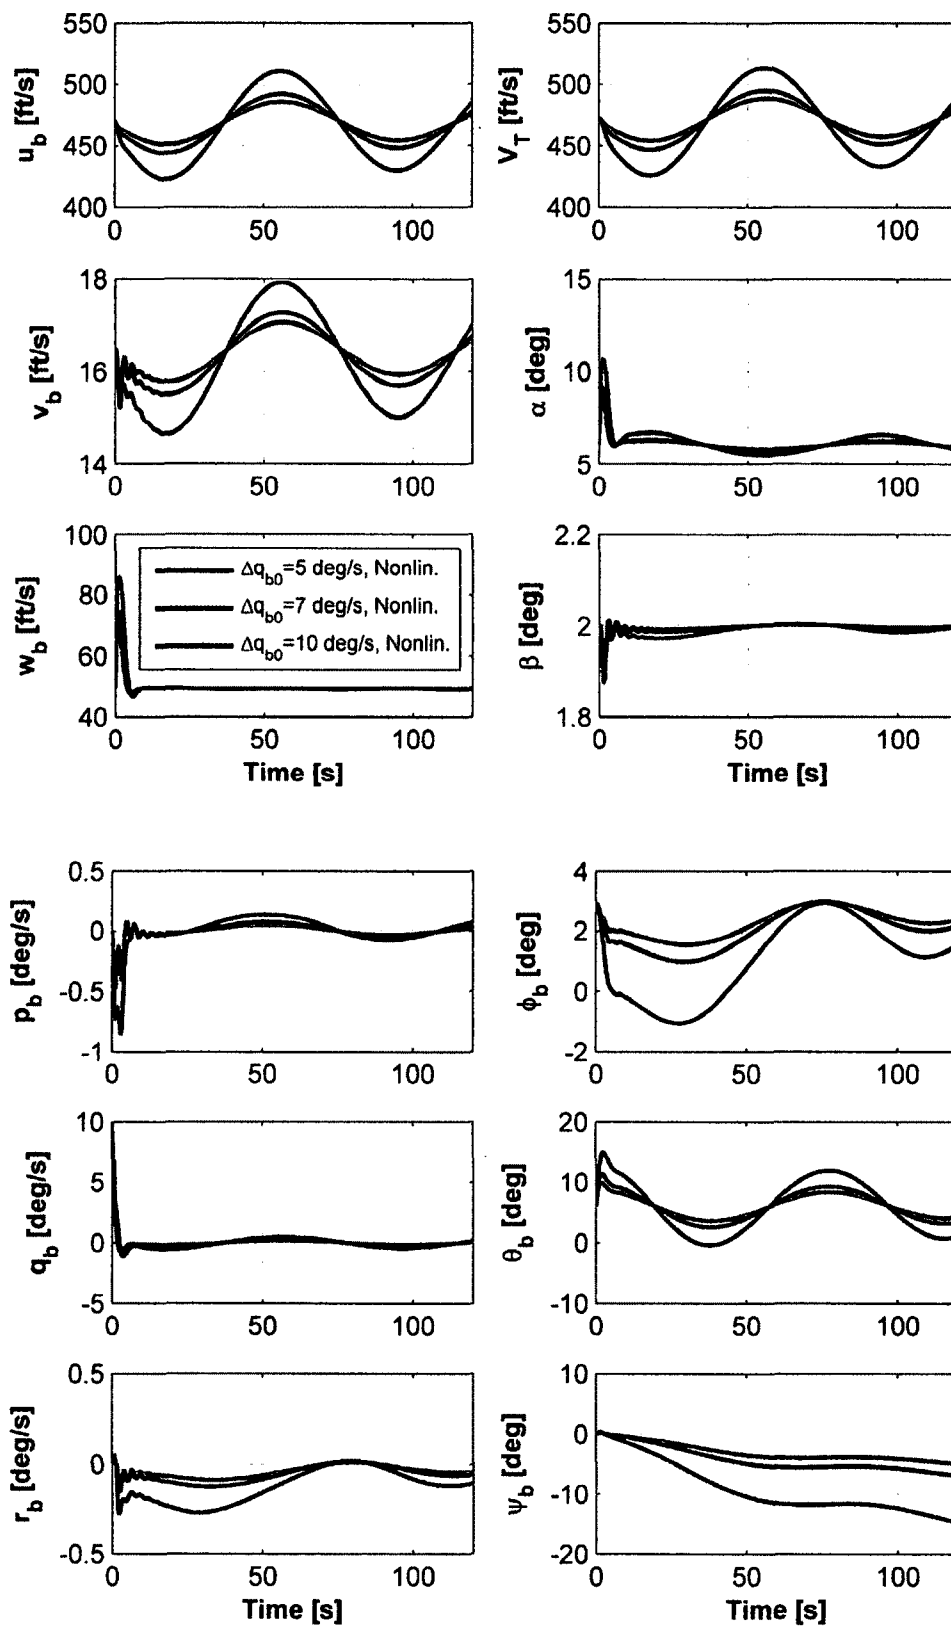 550
500
450
400
u_b [ft/s]
0 50 100
550
500
450
400
V_T [ft/s]
0 50 100
18
16
14
v_b [ft/s]
0 50 100
15
10
5
α [deg]
0 50 100
100
80
60
40
w_b [ft/s]
Δq_b0=5 deg/s, Nonlin.
Δq_b0=7 deg/s, Nonlin.
Δq_b0=10 deg/s, Nonlin.
0 50 100
Time [s]
2.2
2
1.8
β [deg]
0 50 100
Time [s]
0.5
0
-0.5
-1
p_b [deg/s]
0 50 100
4
2
0
-2
ϕ_b [deg]
0 50 100
10
5
0
-5
q_b [deg/s]
0 50 100
20
10
0
-10
θ_b [deg]
0 50 100
0.5
0
-0.5
r_b [deg/s]
0 50 100
Time [s]
10
0
-10
-20
ψ_b [deg]
0 50 100
Time [s]